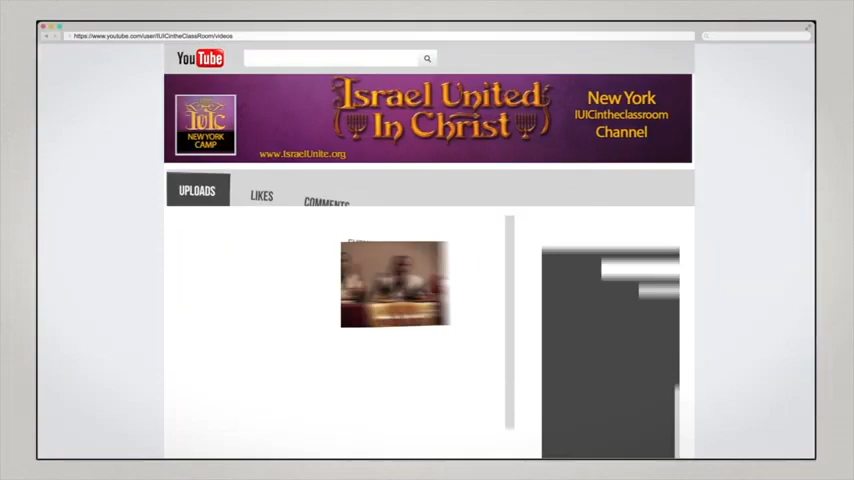 https://www.youtube.com/user/IUICintheClassRoom/videos
YouTube
IUIC
NEW YORK
CAMP
Israel United
In Christ
www.IsraelUnite.org
New York
IUICintheclassroom
Channel
UPLOADS
LIKES
COMMENTS